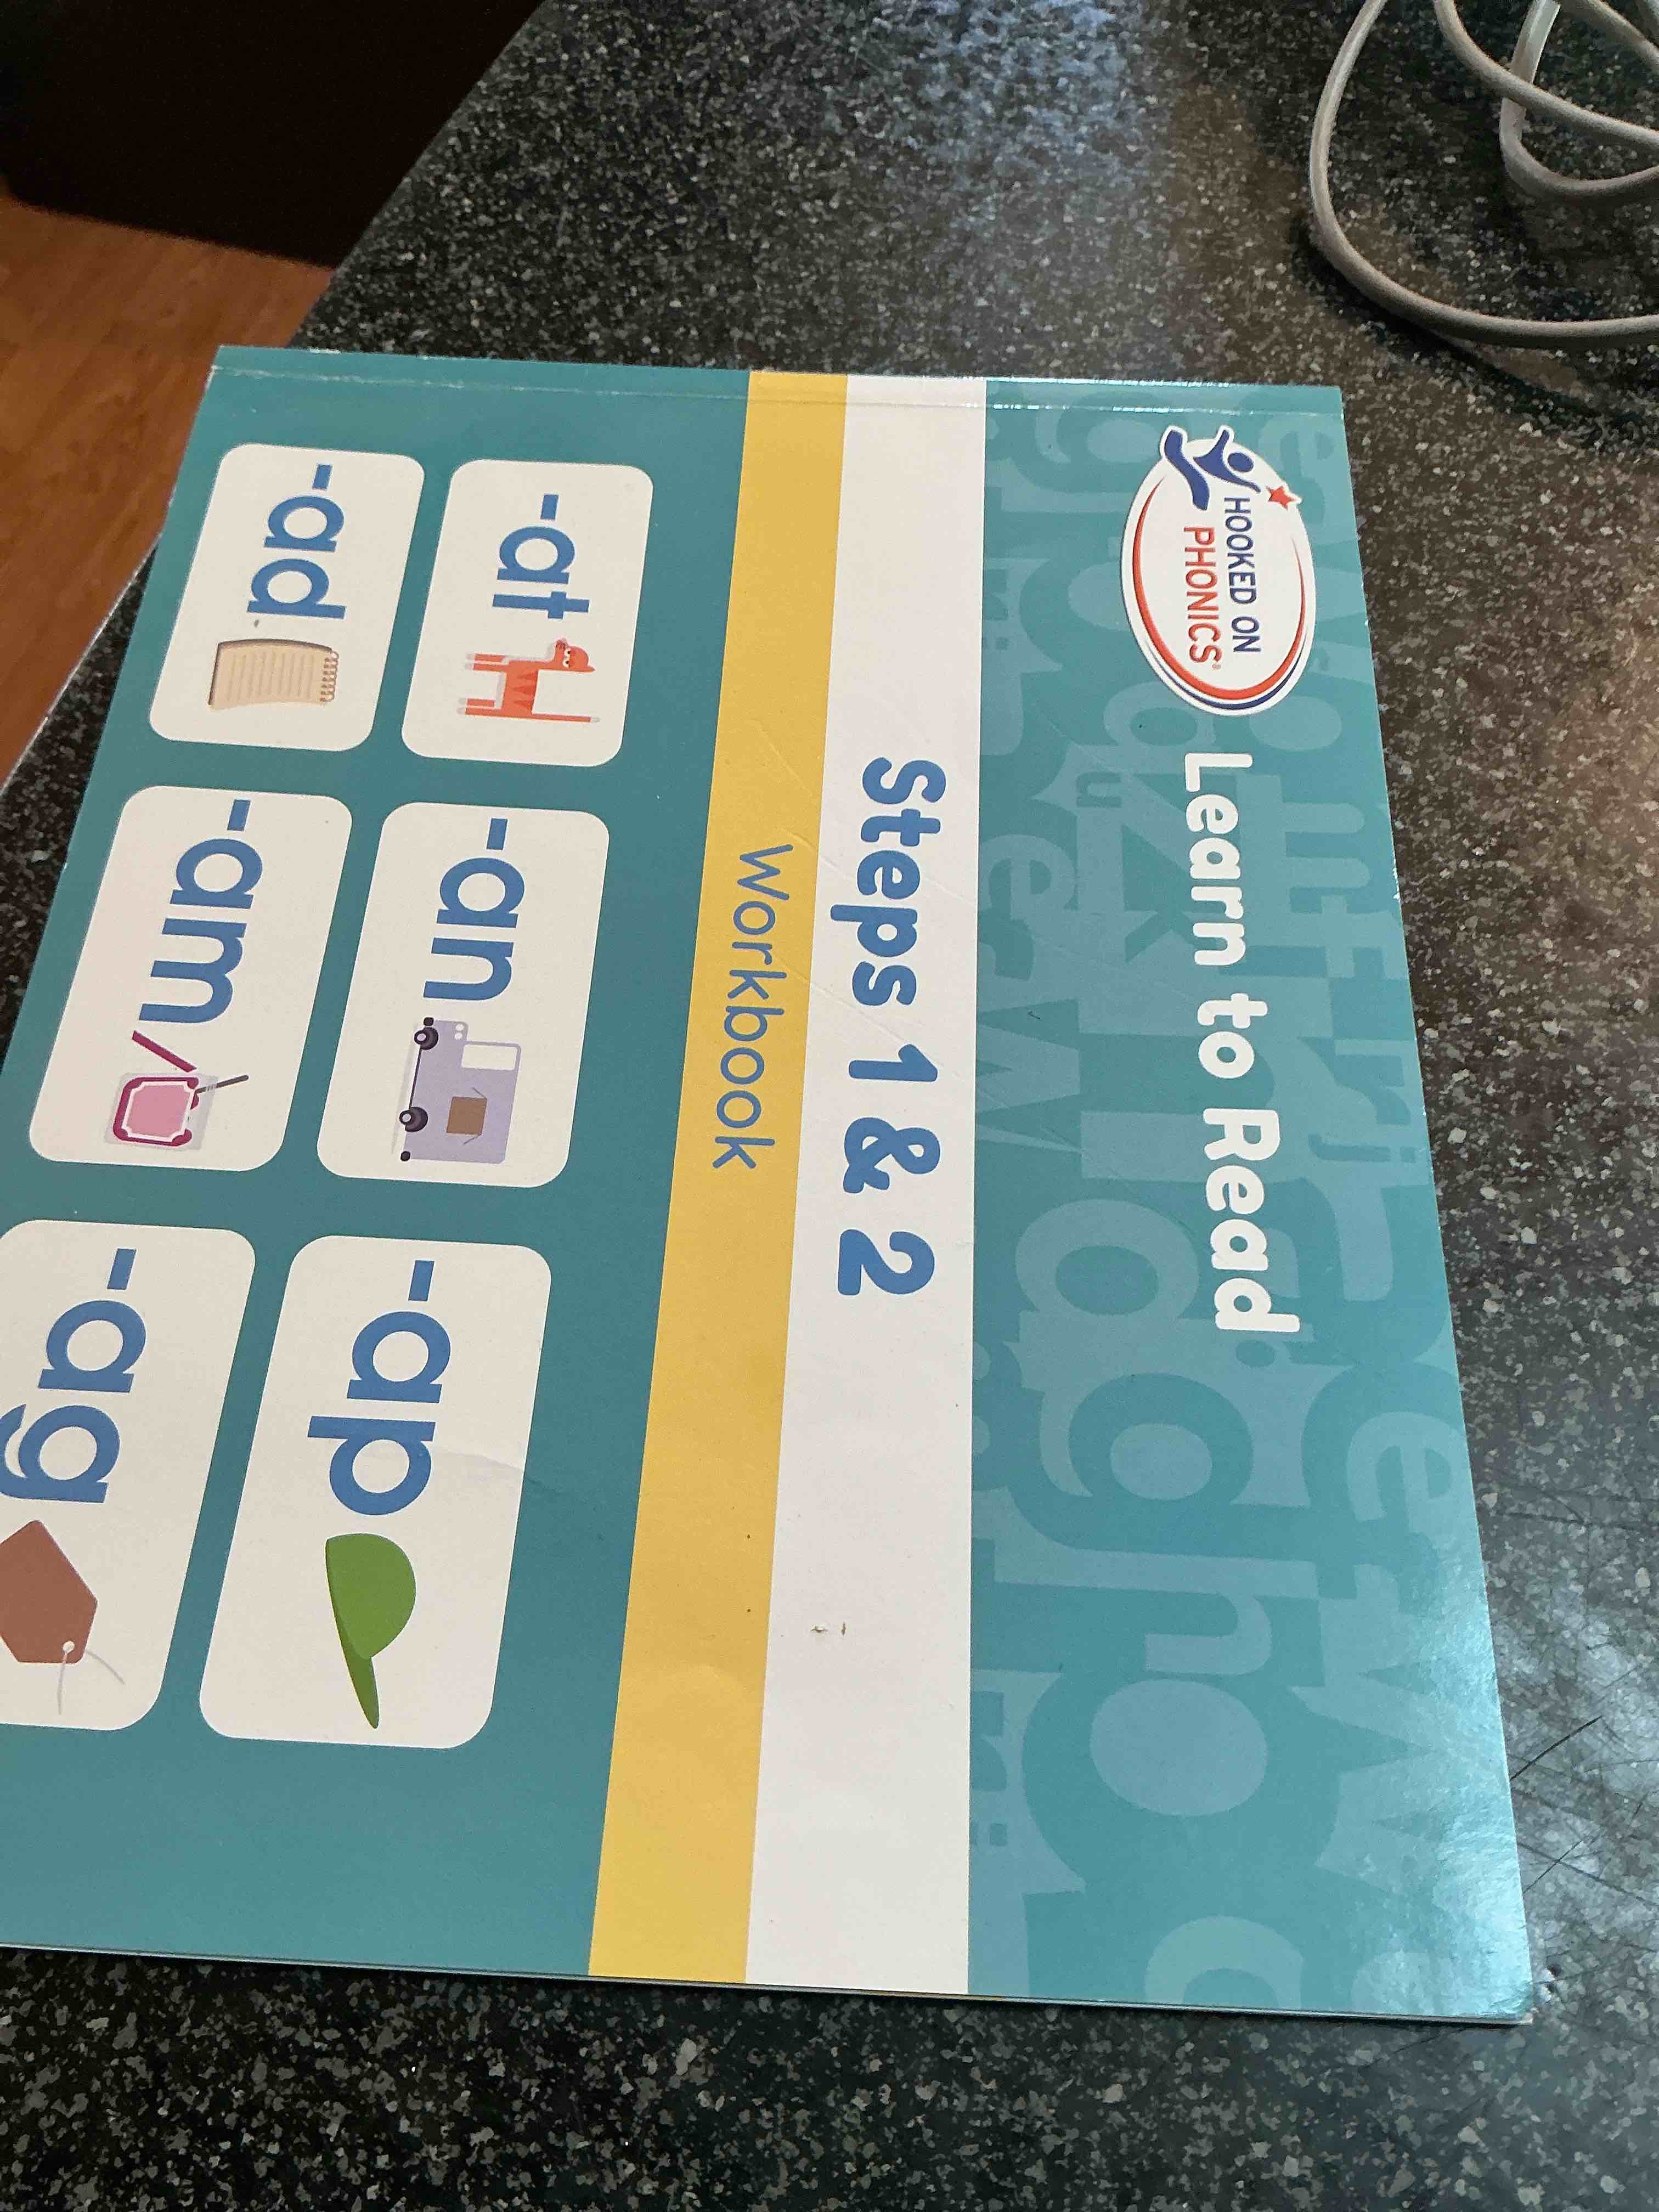 HOOKED ON
PHONICS®
Learn to Read
Steps 1 & 2
Workbook
-at
-an
-ap
-ad
-am
-ag